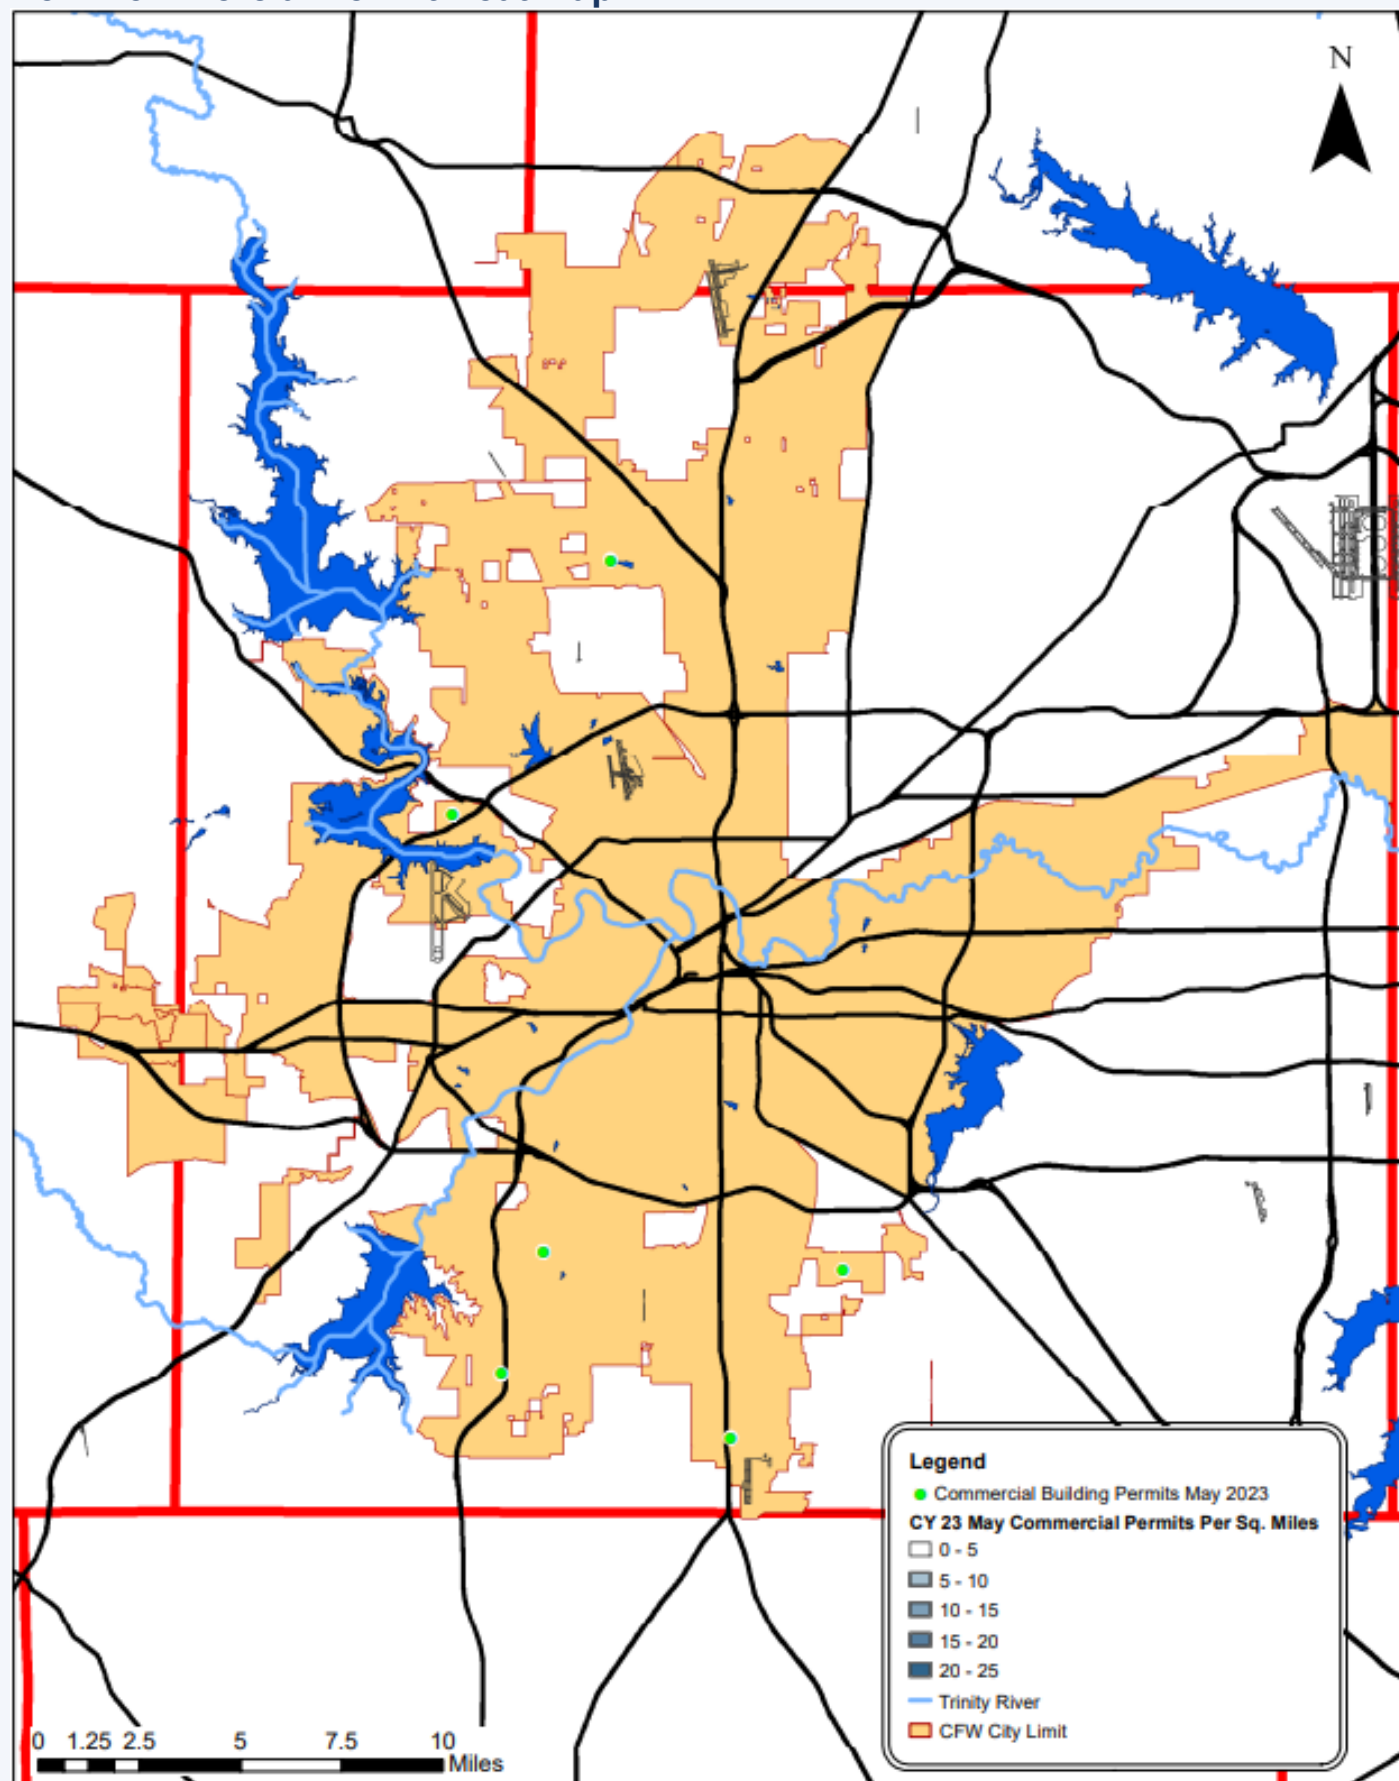 N
Legend
Commercial Building Permits May 2023
CY 23 May Commercial Permits Per Sq. Miles
0 - 5
5 - 10
10 - 15
15 - 20
20 - 25
Trinity River
CFW City Limit
0 1.25 2.5 5 7.5 10
Miles